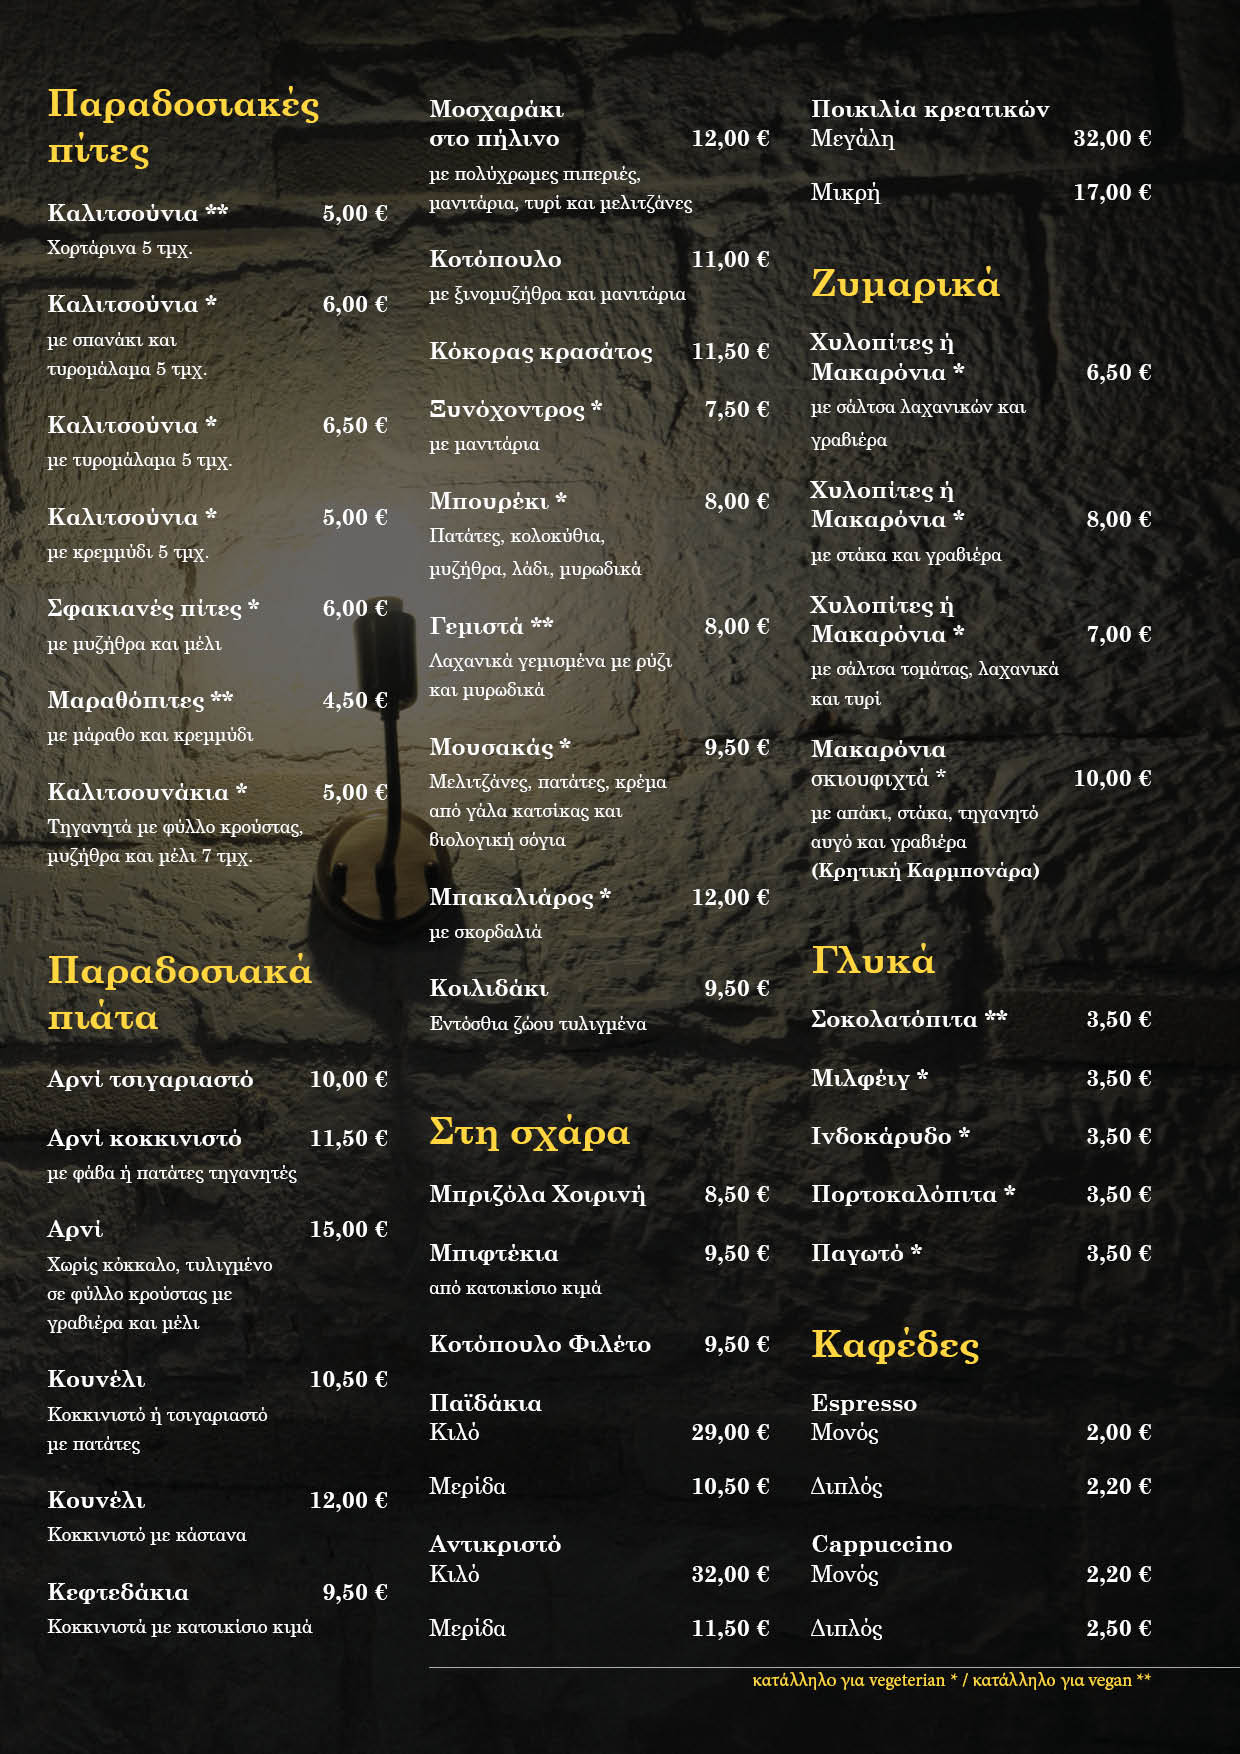 Παραδοσιακές
πίτες
Καλιτσούνια ** 5,00 €
Χορτάρινα 5 τμχ.
Καλιτσούνια * 6,00 €
με σπανάκι και
τυρομάλαμα 5 τμχ.
Καλιτσούνια * 6,50 €
με τυρομάλαμα 5 τμχ.
Καλιτσούνια * 5,00 €
με κρεμμύδι 5 τμχ.
Σφακιανές πίτες * 6,00 €
με μυζήθρα και μέλι
Μαραθόπιτες ** 4,50 €
με μάραθο και κρεμμύδι
Καλιτσουνάκια * 5,00 €
Τηγανητά με φύλλο κρούστας,
μυζήθρα και μέλι 7 τμχ.
Παραδοσιακά
πιάτα
Αρνί τσιγαριαστό 10,00 €
Αρνί κοκκινιστό 11,50 €
με φάβα ή πατάτες τηγανητές
Αρνί 15,00 €
Χωρίς κόκκαλο, τυλιγμένο
σε φύλλο κρούστας με
γραβιέρα και μέλι
Κουνέλι 10,50 €
Κοκκινιστό ή τσιγαριαστό
με πατάτες
Κουνέλι 12,00 €
Κοκκινιστό με κάστανα
Κεφτεδάκια 9,50 €
Κοκκινιστά με κατσικίσιο κιμά
Μοσχαράκι
στο πήλινο 12,00 €
με πολύχρωμες πιπεριές,
μανιτάρια, τυρί και μελιτζάνες
Κοτόπουλο 11,00 €
με ξινομυζήθρα και μανιτάρια
Κόκορας κρασάτος 11,50 €
Ξυνόχοντρος * 7,50 €
με μανιτάρια
Μπουρέκι * 8,00 €
Πατάτες, κολοκύθια,
μυζήθρα, λάδι, μυρωδικά
Γεμιστά ** 8,00 €
Λαχανικά γεμισμένα με ρύζι
και μυρωδικά
Μουσακάς * 9,50 €
Μελιτζάνες, πατάτες, κρέμα
από γάλα κατσίκας και
βιολογική σόγια
Μπακαλιάρος * 12,00 €
με σκορδαλιά
Κοιλιδάκι 9,50 €
Εντόσθια ζώου τυλιγμένα
Στη σχάρα
Μπριζόλα Χοιρινή 8,50 €
Μπιφτέκια 9,50 €
από κατσικίσιο κιμά
Κοτόπουλο Φιλέτο 9,50 €
Παϊδάκια
Κιλό 29,00 €
Μερίδα 10,50 €
Αντικριστό
Κιλό 32,00 €
Μερίδα 11,50 €
Ποικιλία κρεατικών
Μεγάλη 32,00 €
Μικρή 17,00 €
Ζυμαρικά
Χυλοπίτες ή
Μακαρόνια * 6,50 €
με σάλτσα λαχανικών και
γραβιέρα
Χυλοπίτες ή
Μακαρόνια * 8,00 €
με στάκα και γραβιέρα
Χυλοπίτες ή
Μακαρόνια * 7,00 €
με σάλτσα τομάτας, λαχανικά
και τυρί
Μακαρόνια
σκιουφιχτά * 10,00 €
με απάκι, στάκα, τηγανητό
αυγό και γραβιέρα
(Κρητική Καρμπονάρα)
Γλυκά
Σοκολατόπιτα ** 3,50 €
Μιλφέιγ * 3,50 €
Ινδοκάρυδο * 3,50 €
Πορτοκαλόπιτα * 3,50 €
Παγωτό * 3,50 €
Καφέδες
Espresso
Μονός 2,00 €
Διπλός 2,20 €
Cappuccino
Μονός 2,20 €
Διπλός 2,50 €
κατάλληλο για vegeterian * / κατάλληλο για vegan **